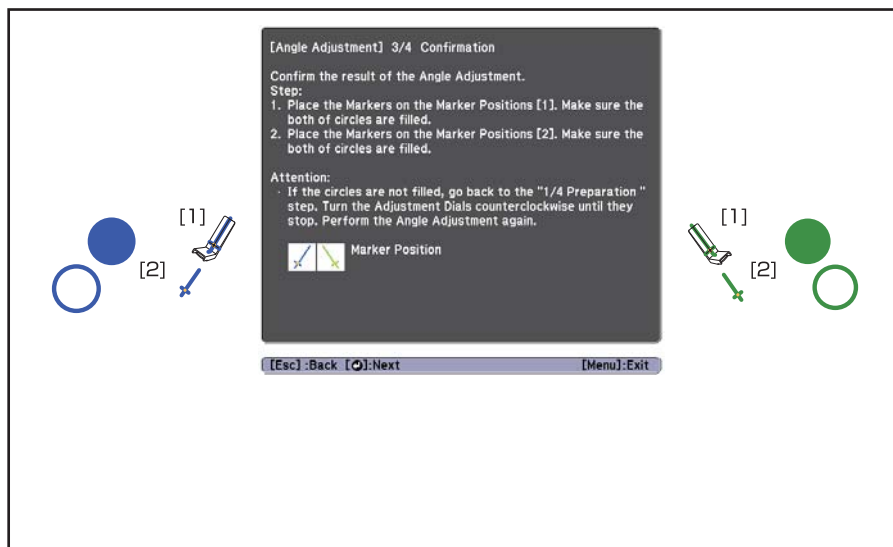 [Angle Adjustment] 3/4 Confirmation
Confirm the result of the Angle Adjustment.
Step:
1. Place the Markers on the Marker Positions [1]. Make sure the
both of circles are filled.
2. Place the Markers on the Marker Positions [2]. Make sure the
both of circles are filled.
Attention:
· If the circles are not filled, go back to the "1/4 Preparation "
step. Turn the Adjustment Dials counterclockwise until they
stop. Perform the Angle Adjustment again.
[1]
[2]
[1]
[2]
Marker Position
[Esc] :Back [⏎]:Next [Menu]:Exit